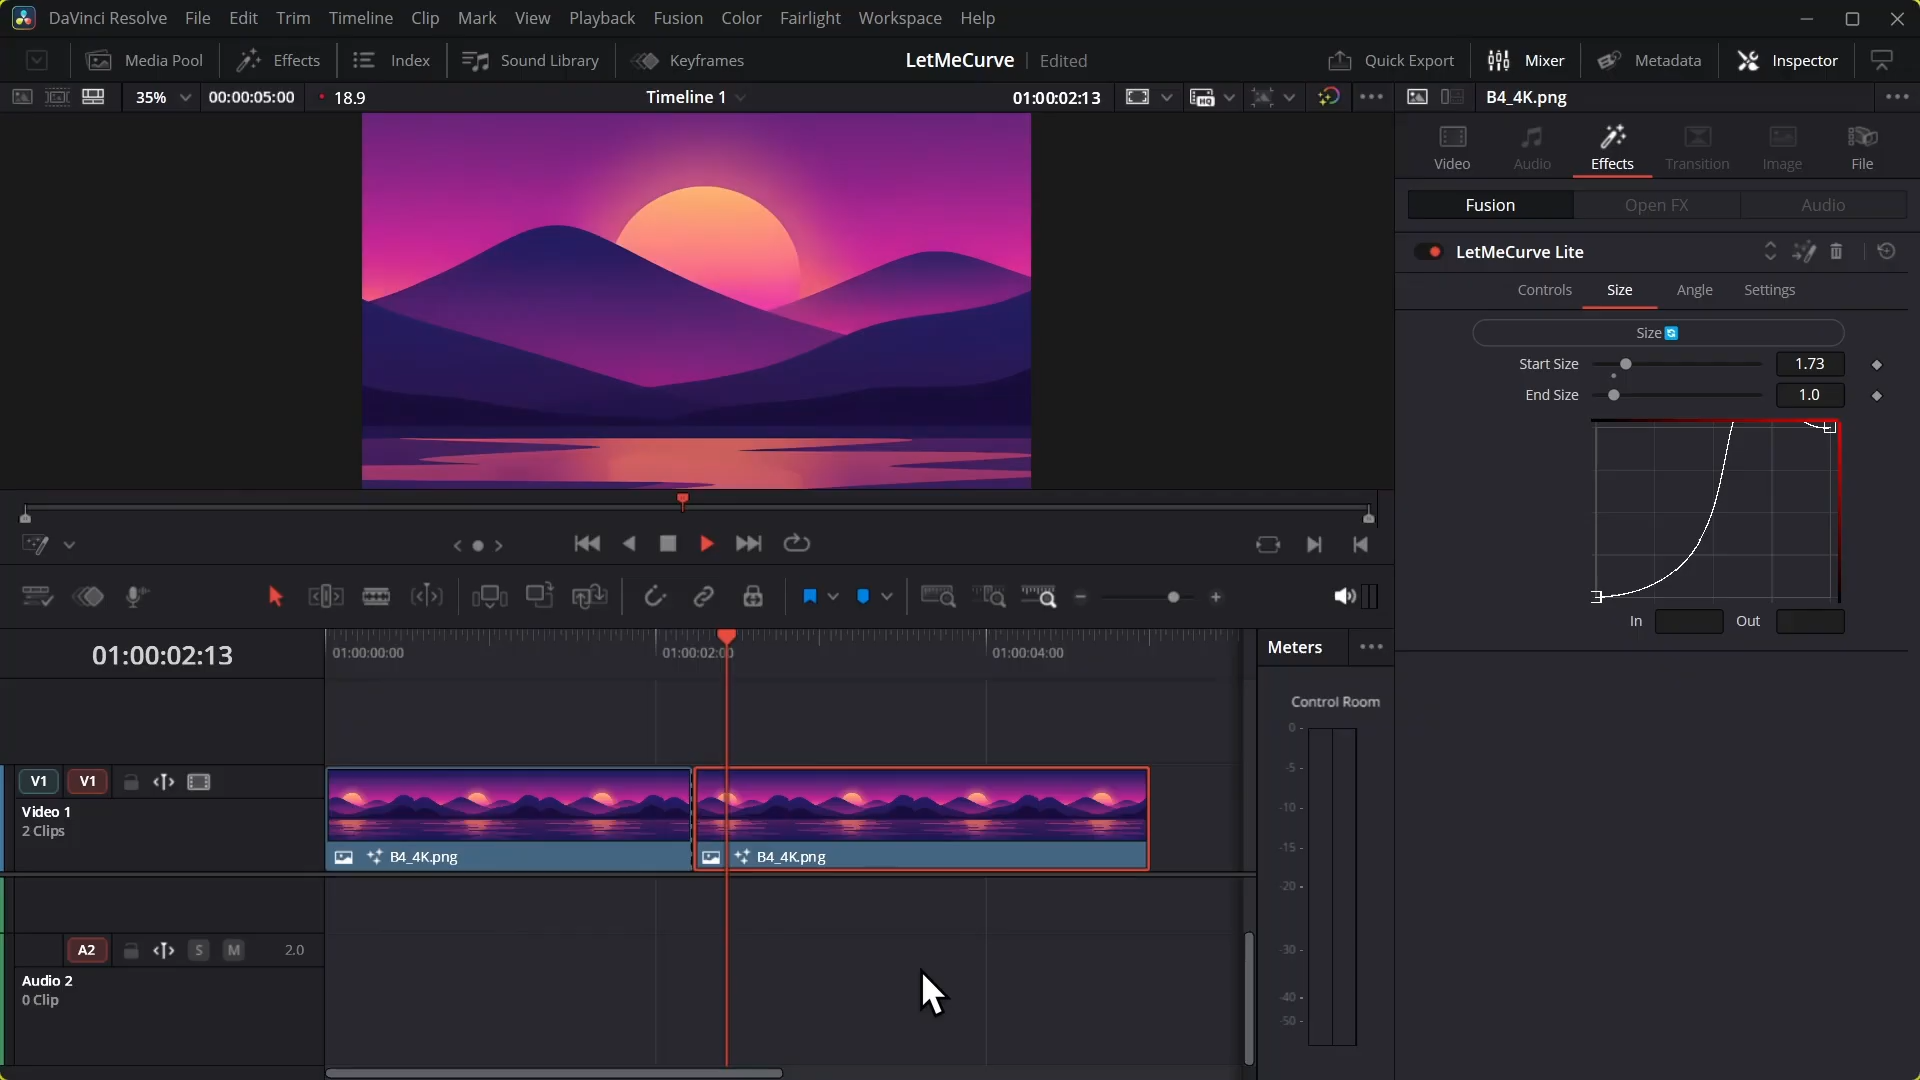 DaVinci Resolve File Edit Trim Timeline Clip Mark View Playback Fusion Color Fairlight Workspace Help
Media Pool Effects Index Sound Library Keyframes LetMeCurve Edited Quick Export Mixer Metadata Inspector
35% 00:00:05:00 18.9 Timeline 1 01:00:02:13 HQ B4_4K.png
Video Audio Effects Transition Image File
Fusion Open FX Audio
LetMeCurve Lite
Controls Size Angle Settings
Size
Start Size 1.73
End Size 1.0
In Out
01:00:02:13 01:00:00:00 01:00:02:00 01:00:04:00
Meters
Control Room
0 -
-5 -
-10 -
-15 -
-20 -
-30 -
-40 -
-50 -
V1 V1
Video 1
2 Clips
B4_4K.png B4_4K.png
A2 S M 2.0
Audio 2
0 Clip